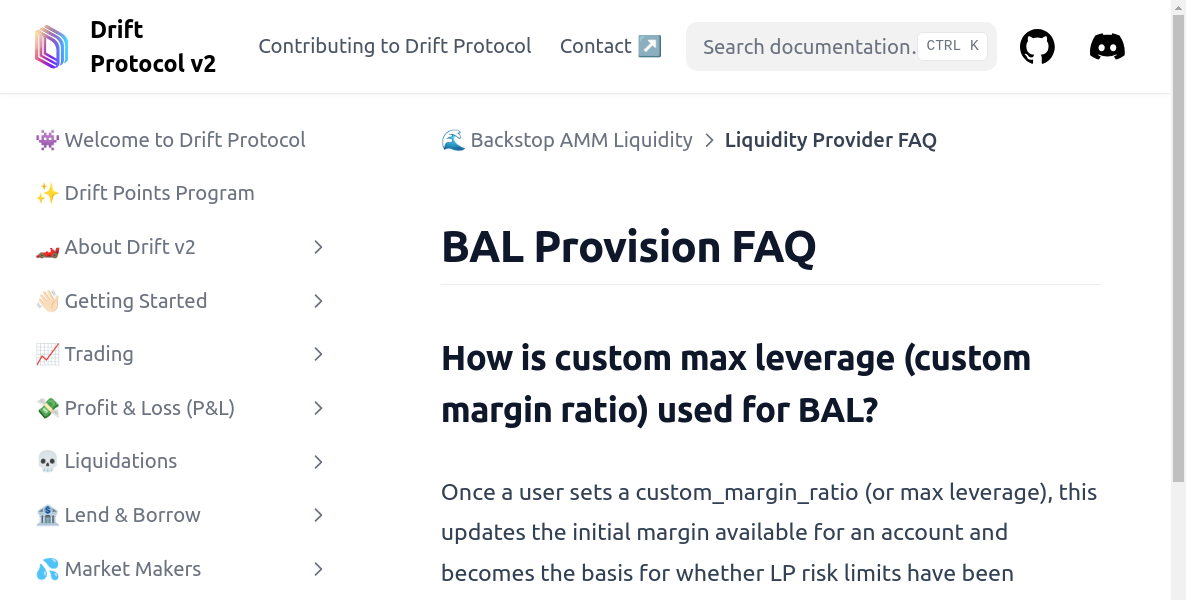 Drift
Protocol v2
Contributing to Drift Protocol
Contact ↗️
Search documentation.
CTRL K
👾 Welcome to Drift Protocol
✨ Drift Points Program
🏎️ About Drift v2
👋🏻 Getting Started
📈 Trading
💸 Profit & Loss (P&L)
💀 Liquidations
🏦 Lend & Borrow
💦 Market Makers
🌊 Backstop AMM Liquidity > Liquidity Provider FAQ
BAL Provision FAQ
How is custom max leverage (custom
margin ratio) used for BAL?
Once a user sets a custom_margin_ratio (or max leverage), this
updates the initial margin available for an account and
becomes the basis for whether LP risk limits have been